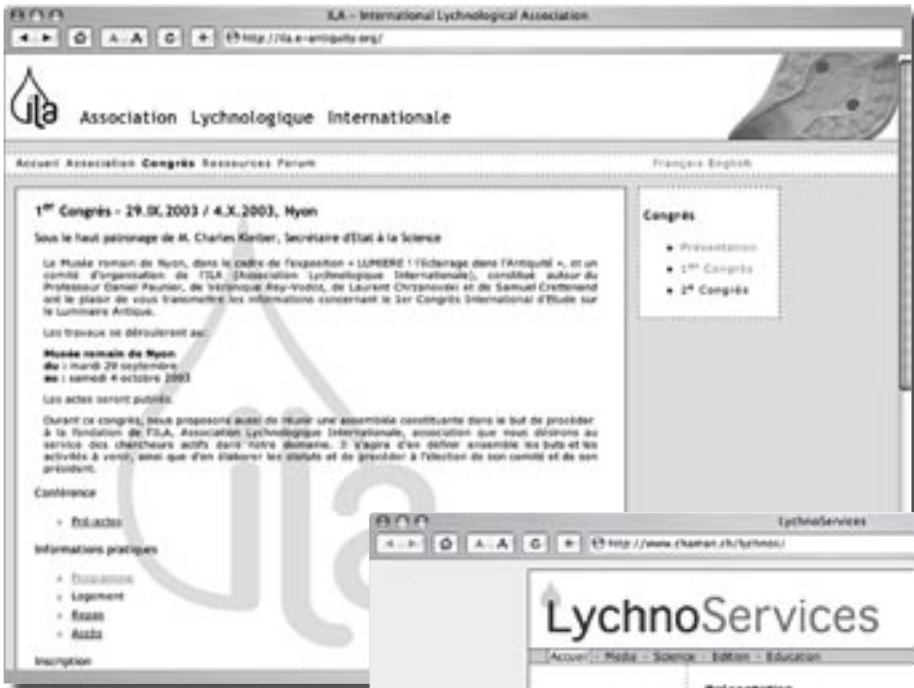 ILA - International Lychnological Association
A A C + http://ila.e-antiquite.org/
ila
Association Lychnologique Internationale
Accueil Association Congrès Ressources Forum
Français English
1er Congrès - 29.IX.2003 / 4.X.2003, Nyon
Sous le haut patronage de M. Charles Kleiber, Secrétaire d'Etat à la Science
Le Musée romain de Nyon, dans le cadre de l'exposition « LUMIERE ! l'éclairage dans l'Antiquité », et un
comité d'organisation de l'ILA (Association Lychnologique Internationale), constitué autour du
Professeur Daniel Paunier, de Véronique Rey-Vodoz, de Laurent Chrzanovski et de Samuel Crettenand
ont le plaisir de vous transmettre les informations concernant le 1er Congrès International d'Etude sur
le Luminaire Antique.
Les travaux se dérouleront au:
Musée romain de Nyon
du : mardi 29 septembre
au : samedi 4 octobre 2003
Les actes seront publiés.
Durant ce congrès, nous proposons aussi de réunir une assemblée constituante dans le but de procéder
à la fondation de l'ILA, Association Lychnologique Internationale, association que nous désirons au
service des chercheurs actifs dans notre domaine. Il s'agira d'en définir ensemble les buts et les
activités à venir, ainsi que d'en élaborer les statuts et de procéder à l'élection de son comité et de son
président.
Conférence
Pré-actes
Informations pratiques
Programme
Logement
Repas
Accès
Inscription
Congrès
Présentation
1er Congrès
2e Congrès
ila
LychnoServices
A A C + http://www.chaman.ch/lychnos/
LychnoServices
Accueil - Media - Science - Edition - Education
Présentation